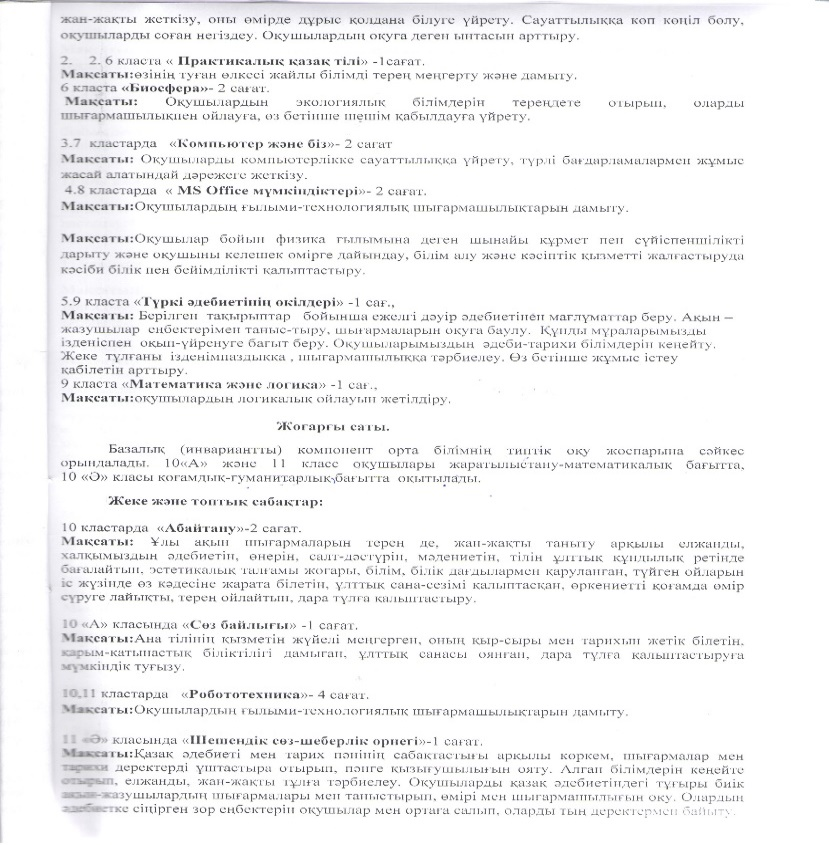 жан-жақты жеткізу, оны өмірде дұрыс қолдана білуге үйрету. Сауаттылыққа көп көңіл болу,
оқушыларды соған негіздеу. Оқушылардың оқуға деген ынтасын арттыру.
2. 2. 6 класта « Практикалық қазақ тілі» -1сағат.
Мақсаты:өзінің туған өлкесі жайлы білімді терең меңгерту және дамыту.
6 класта «Биосфера»- 2 сағат.
Мақсаты: Оқушылардың экологиялық білімдерін тереңдете отырып, оларды
шығармашылықпен ойлауға, өз бетінше шешім қабылдауға үйрету.
3.7 кластарда «Компьютер және біз»- 2 сағат
Мақсаты: Оқушыларды компьютерлікке сауаттылыққа үйрету, түрлі бағдарламалармен жұмыс
жасай алатындай дәрежеге жеткізу.
4.8 кластарда « MS Office мүмкіндіктері»- 2 сағат.
Мақсаты:Оқушылардың ғылыми-технологиялық шығармашылықтарын дамыту.
Мақсаты:Оқушылар бойын физика ғылымына деген шынайы құрмет пен сүйіспеншілікті
дарыту және оқушыны келешек өмірге дайындау, білім алу және кәсіптік қызметті жалғастыруда
кәсіби білік пен бейімділікті қалыптастыру.
5.9 класта «Түркі әдебиетінің өкілдері» -1 сағ.,
Мақсаты: Берілген тақырыптар бойынша ежелгі дәуір әдебиетінен мағлұматтар беру. Ақын –
жазушылар еңбектерімен таныс-тыру, шығармаларын оқуға баулу. Құнды мұраларымызды
ізденіспен оқып-үйренуге бағыт беру. Оқушыларымыздың әдеби-тарихи білімдерін кеңейту.
Жеке тұлғаны ізденімпаздыққа , шығармашылыққа тәрбиелеу. Өз бетінше жұмыс істеу
қабілетін арттыру.
9 класта «Математика және логика» -1 сағ.,
Мақсаты:оқушылардың логикалық ойлауын жетілдіру.
Жоғарғы саты.
Базалық (инвариантты) компонент орта білімнің типтік оқу жоспарына сәйкес
орындалады. 10«А» және 11 класс оқушылары жаратылыстану-математикалық бағытта,
10 «Ә» класы қоғамдық-гуманитарлық бағытта оқытылады.
Жеке және топтық сабақтар:
10 кластарда «Абайтану»-2 сағат.
Мақсаты: Ұлы ақын шығармаларын терең де, жан-жақты таныту арқылы елжанды,
халқымыздың әдебиетін, өнерін, салт-дәстүрін, мәдениетін, тілін ұлттық құндылық ретінде
бағалайтын, эстетикалық талғамы жоғары, білім, білік дағдылармен қаруланған, түйген ойларын
іс жүзінде өз кәдесіне жарата білетін, ұлттық сана-сезімі қалыптасқан, өркениетті қоғамда өмір
сүруге лайықты, терең ойлайтын, дара тұлға қалыптастыру.
10 «А» класында «Сөз байлығы» -1 сағат.
Мақсаты:Ана тілінің қызметін жүйелі меңгерген, оның қыр-сыры мен тарихын жетік білетін,
қарым-қатынастық біліктілігі дамыған, ұлттық санасы оянған, дара тұлға қалыптастыруға
мүмкіндік туғызу.
10,11 кластарда «Робототехника»- 4 сағат.
Мақсаты:Оқушылардың ғылыми-технологиялық шығармашылықтарын дамыту.
11 «Ә» класында «Шешендік сөз-шеберлік өрнегі»-1 сағат.
Мақсаты:Қазақ әдебиеті мен тарих пәнінің сабақтастығы арқылы көркем, шығармалар мен
тарихи деректерді ұштастыра отырып, пәнге қызығушылығын ояту. Алған білімдерін кеңейте
отырып, елжанды, жан-жақты тұлға тәрбиелеу. Оқушыларды қазақ әдебиетіндегі тұғыры биік
ақын-жазушылардың шығармалары мен таныстырып, өмірі мен шығармашылығын оқу. Олардың
әдебиетке сіңірген зор еңбектерін оқушылар мен ортаға салып, оларды тың деректермен байыту.